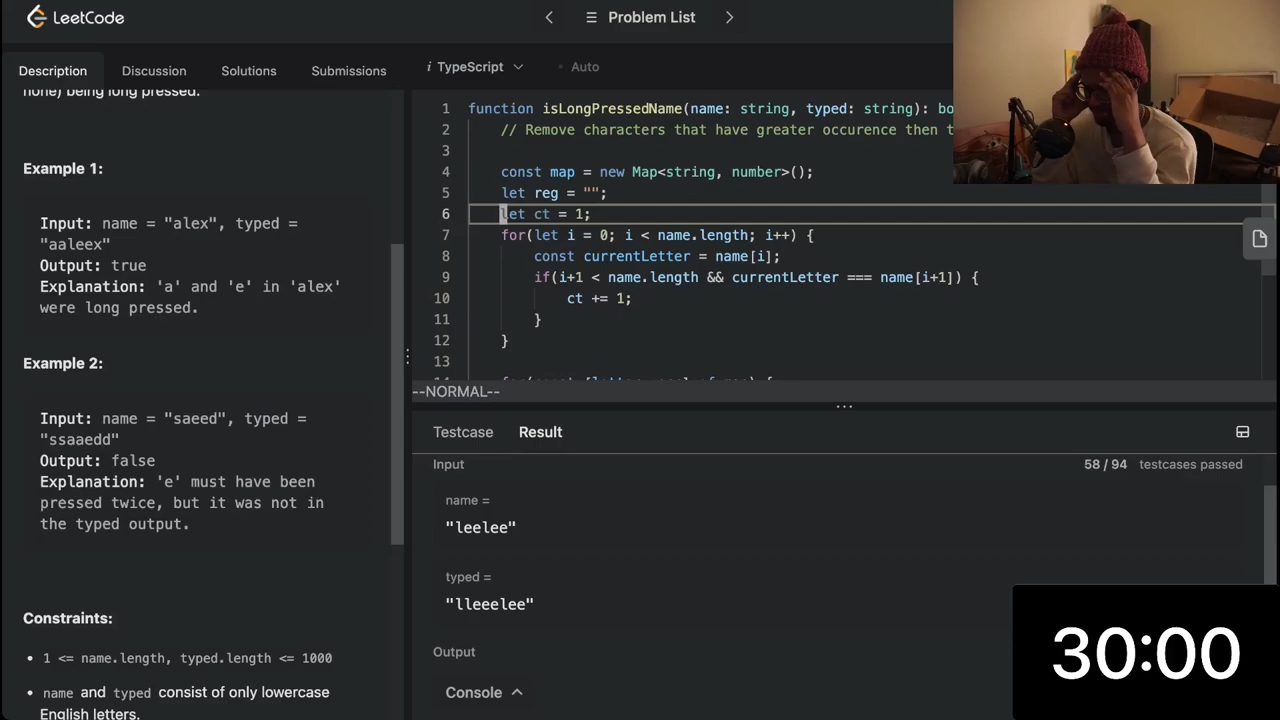 LeetCode
Problem List
Description
Discussion
Solutions
Submissions
i TypeScript
Auto
none) being long pressed.
Example 1:
Input: name = "alex", typed =
"aaleex"
Output: true
Explanation: 'a' and 'e' in 'alex'
were long pressed.
Example 2:
Input: name = "saeed", typed =
"ssaaedd"
Output: false
Explanation: 'e' must have been
pressed twice, but it was not in
the typed output.
Constraints:
• 1 <= name.length, typed.length <= 1000
• name and typed consist of only lowercase
English letters.
1 function isLongPressedName(name: string, typed: string): bo
2 // Remove characters that have greater occurence then t
3
4 const map = new Map<string, number>();
5 let reg = "";
6 let ct = 1;
7 for(let i = 0; i < name.length; i++) {
8 const currentLetter = name[i];
9 if(i+1 < name.length && currentLetter === name[i+1]) {
10 ct += 1;
11 }
12 }
13
--NORMAL--
Testcase
Result
Input
58 / 94 testcases passed
name =
"leelee"
typed =
"lleeelee"
Output
Console
30:00